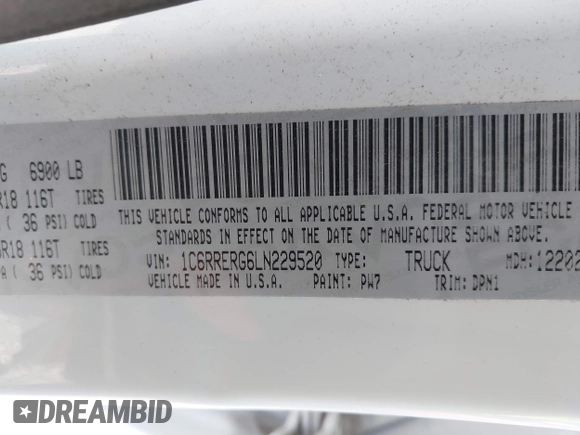 G 6900 LB
R18 116T TIRES
( 36 PSI) COLD
THIS VEHICLE CONFORMS TO ALL APPLICABLE U.S.A. FEDERAL MOTOR VEHICLE
STANDARDS IN EFFECT ON THE DATE OF MANUFACTURE SHOWN ABOVE.
R18 116T TIRES
PA ( 36 PSI) COLD
VIN: 1C6RRERG6LN229520 TYPE: TRUCK MDH: 12202
VEHICLE MADE IN U.S.A. PAINT: PW7 TRIM: DPN1
DREAMBID